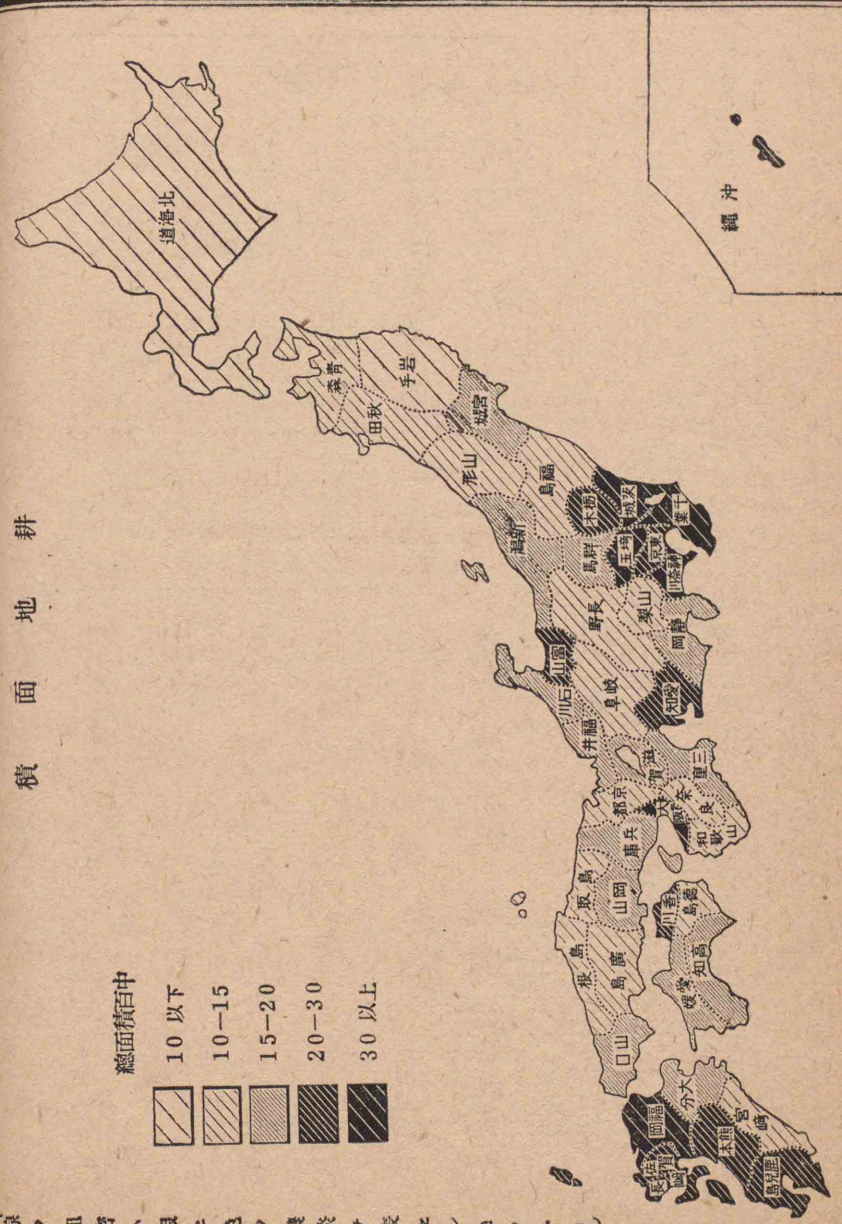 耕地面積
總面積百中
10以下
10-15
15-20
20-30
30以上
北海道
青森
岩手
秋田
宮城
山形
福島
新潟
栃木
茨城
群馬
埼玉
千葉
東京
神奈川
山梨
長野
靜岡
富山
石川
岐阜
愛知
福井
滋賀
三重
京都
奈良
大阪
和歌山
兵庫
鳥取
岡山
島根
廣島
山口
香川
徳島
高知
愛媛
福岡
大分
佐賀
長崎
熊本
宮崎
鹿兒島
沖縄